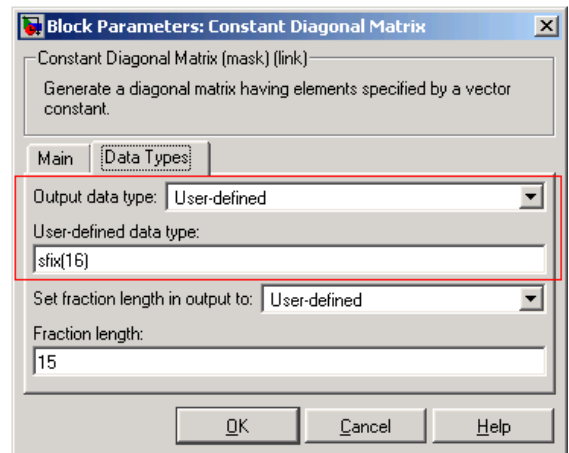 Block Parameters: Constant Diagonal Matrix
Constant Diagonal Matrix (mask) (link)
Generate a diagonal matrix having elements specified by a vector
constant.
Main Data Types
Output data type: User-defined
User-defined data type:
sfix(16)
Set fraction length in output to: User-defined
Fraction length:
15
OK Cancel Help